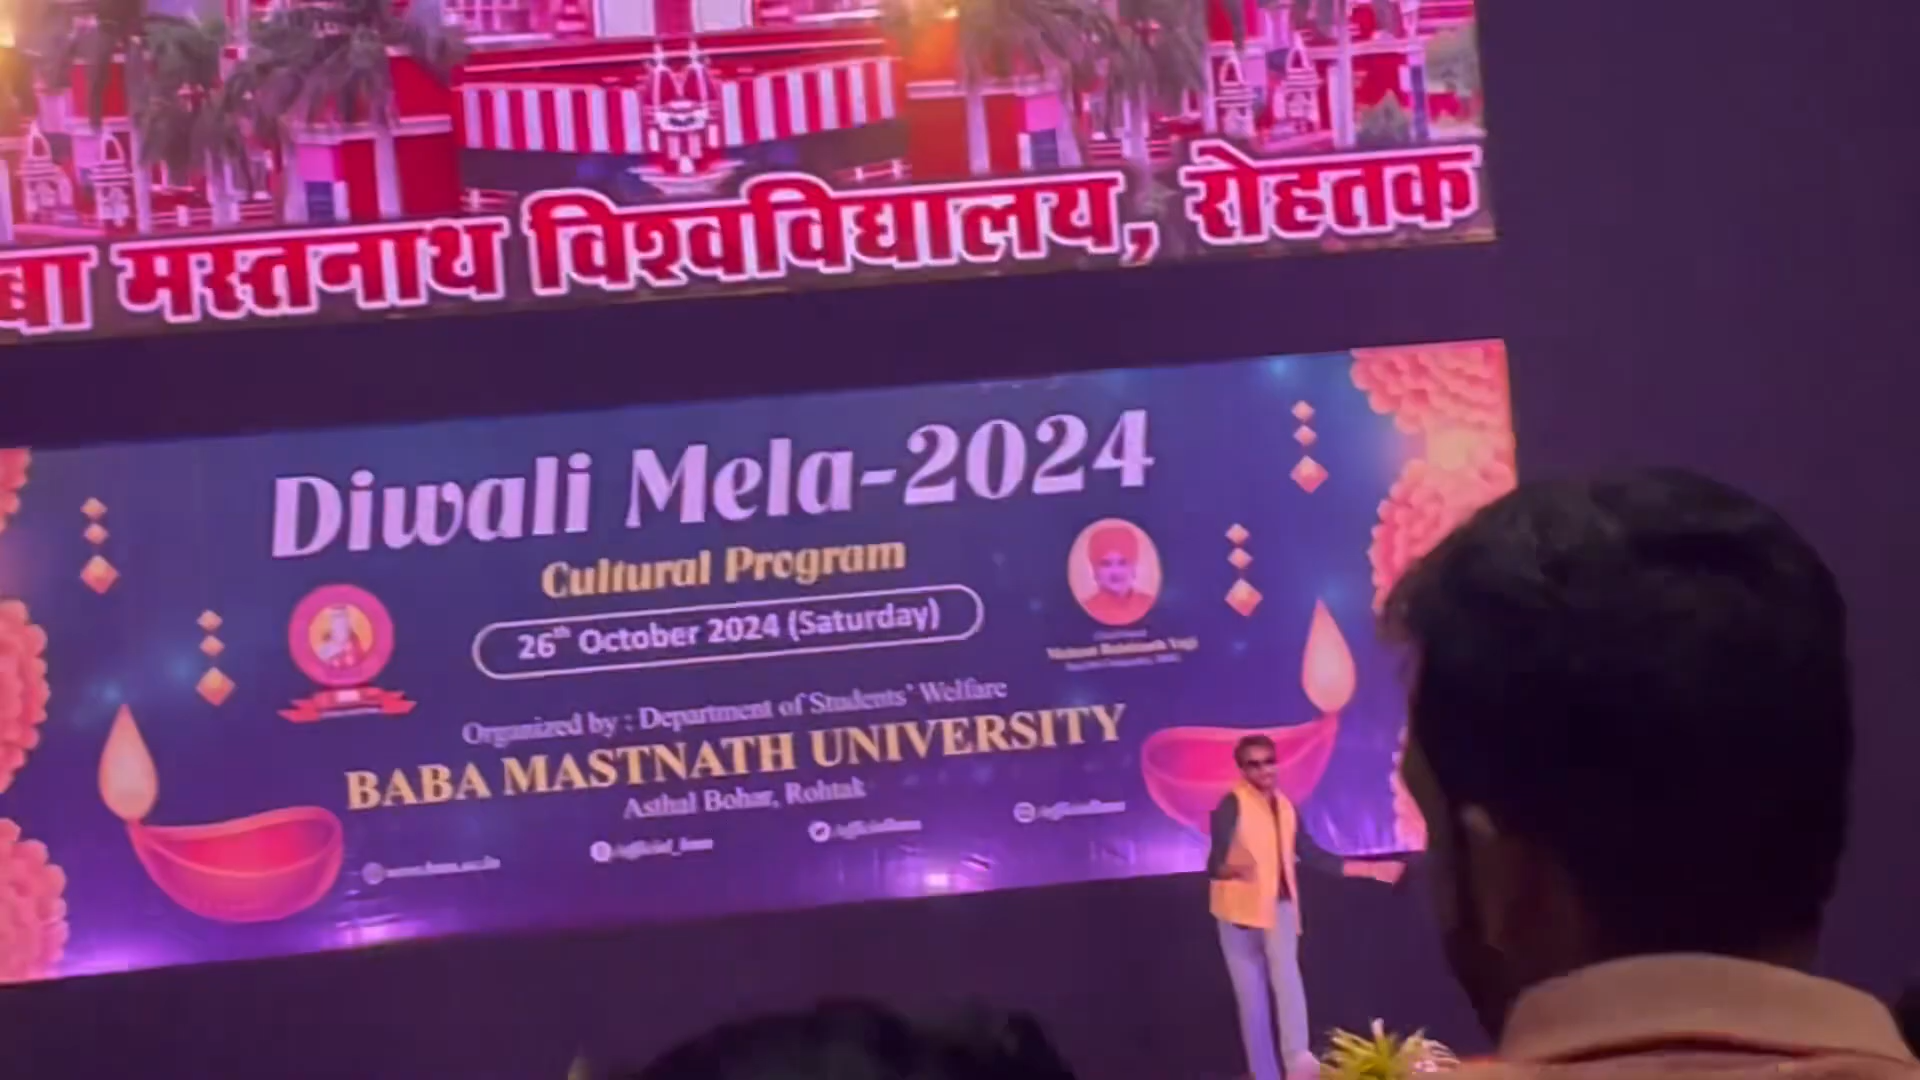 बा मस्तनाथ विश्वविद्यालय, रोहतक
Diwali Mela-2024
Cultural Program
26th October 2024 (Saturday)
Organized by : Department of Students' Welfare
BABA MASTNATH UNIVERSITY
Asthal Bohar, Rohtak